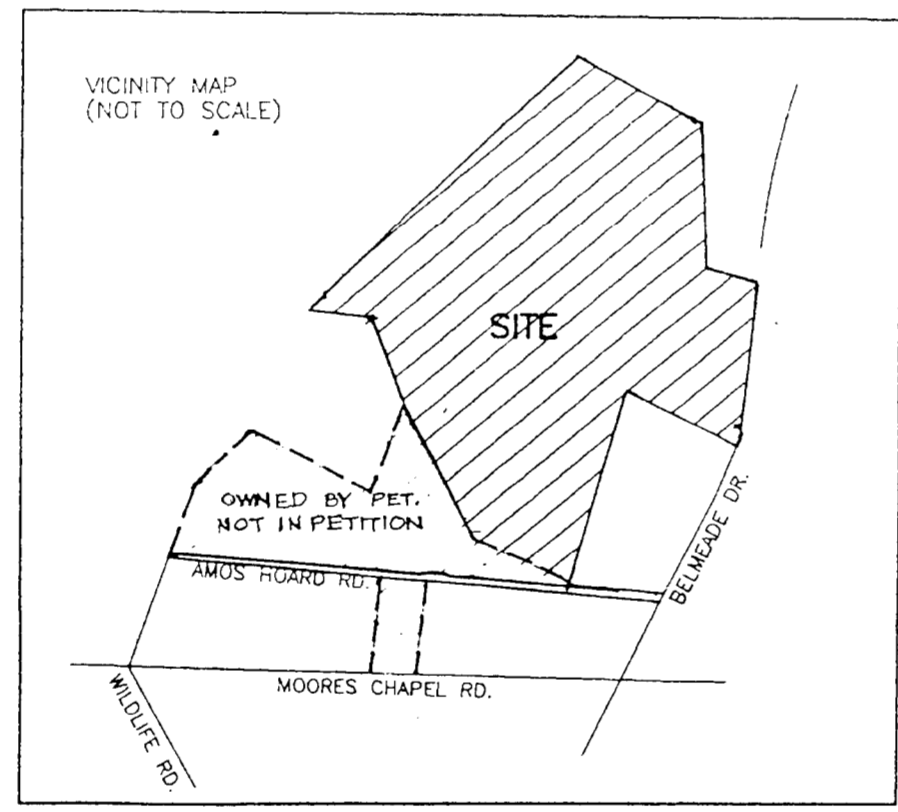 VICINITY MAP
(NOT TO SCALE)
SITE
OWNED BY PET.
NOT IN PETITION
AMOS HOARD RD.
BELMEADE DR.
MOORES CHAPEL RD.
WILDLIFE RD.